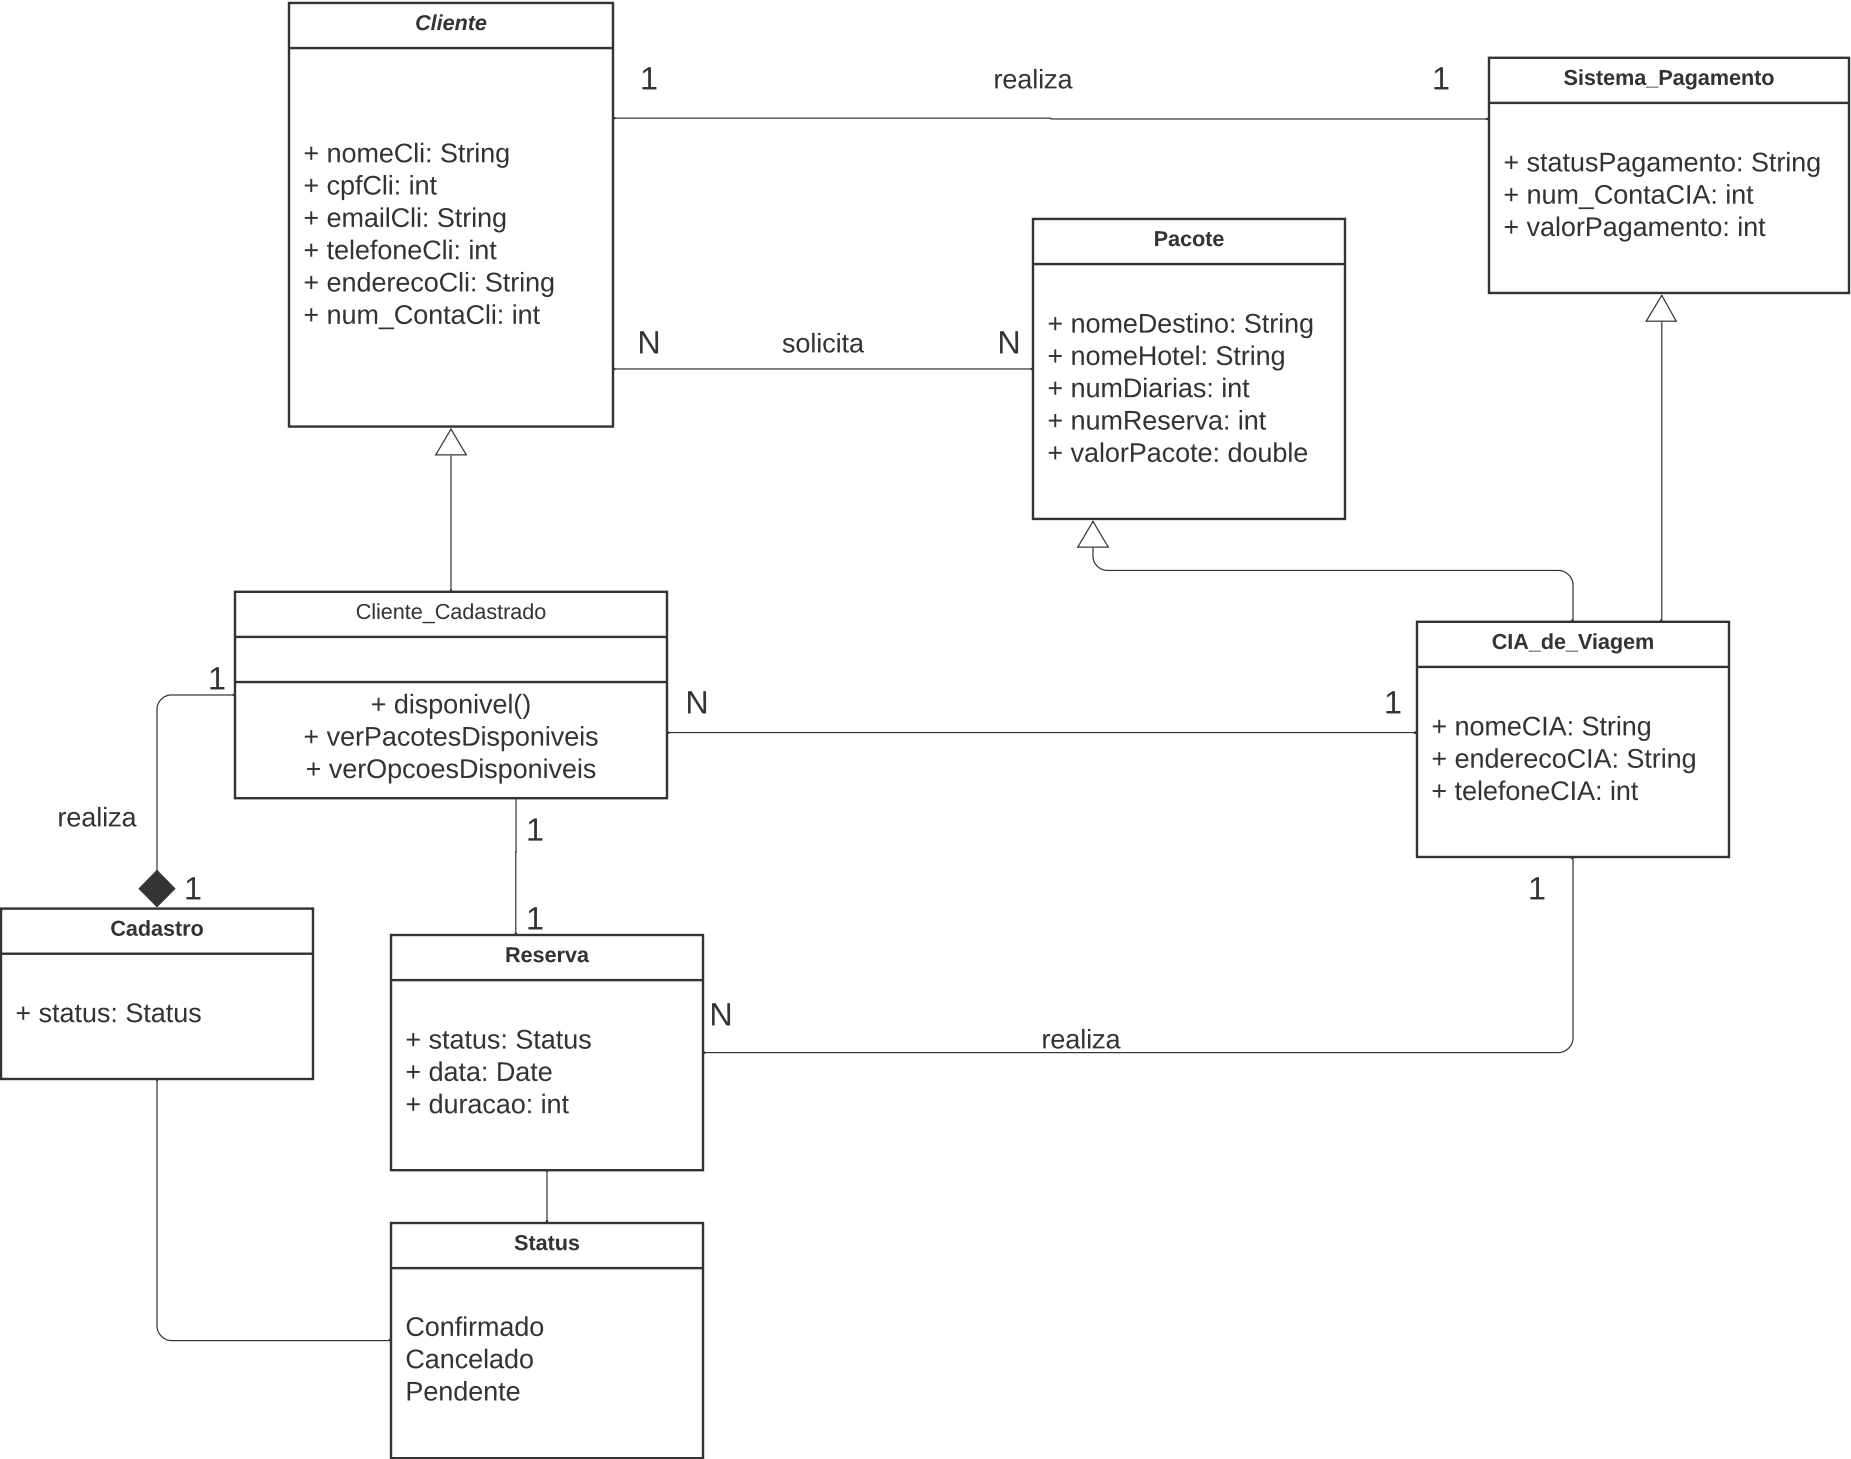 Cliente
+ nomeCli: String
+ cpfCli: int
+ emailCli: String
+ telefoneCli: int
+ enderecoCli: String
+ num_ContaCli: int
1
realiza
1
Sistema_Pagamento
+ statusPagamento: String
+ num_ContaCIA: int
+ valorPagamento: int
N
solicita
N
Pacote
+ nomeDestino: String
+ nomeHotel: String
+ numDiarias: int
+ numReserva: int
+ valorPacote: double
Cliente_Cadastrado
+ disponivel()
+ verPacotesDisponiveis
+ verOpcoesDisponiveis
N
1
CIA_de_Viagem
+ nomeCIA: String
+ enderecoCIA: String
+ telefoneCIA: int
1
realiza
1
Cadastro
+ status: Status
1
1
Reserva
+ status: Status
+ data: Date
+ duracao: int
N
realiza
1
Status
Confirmado
Cancelado
Pendente